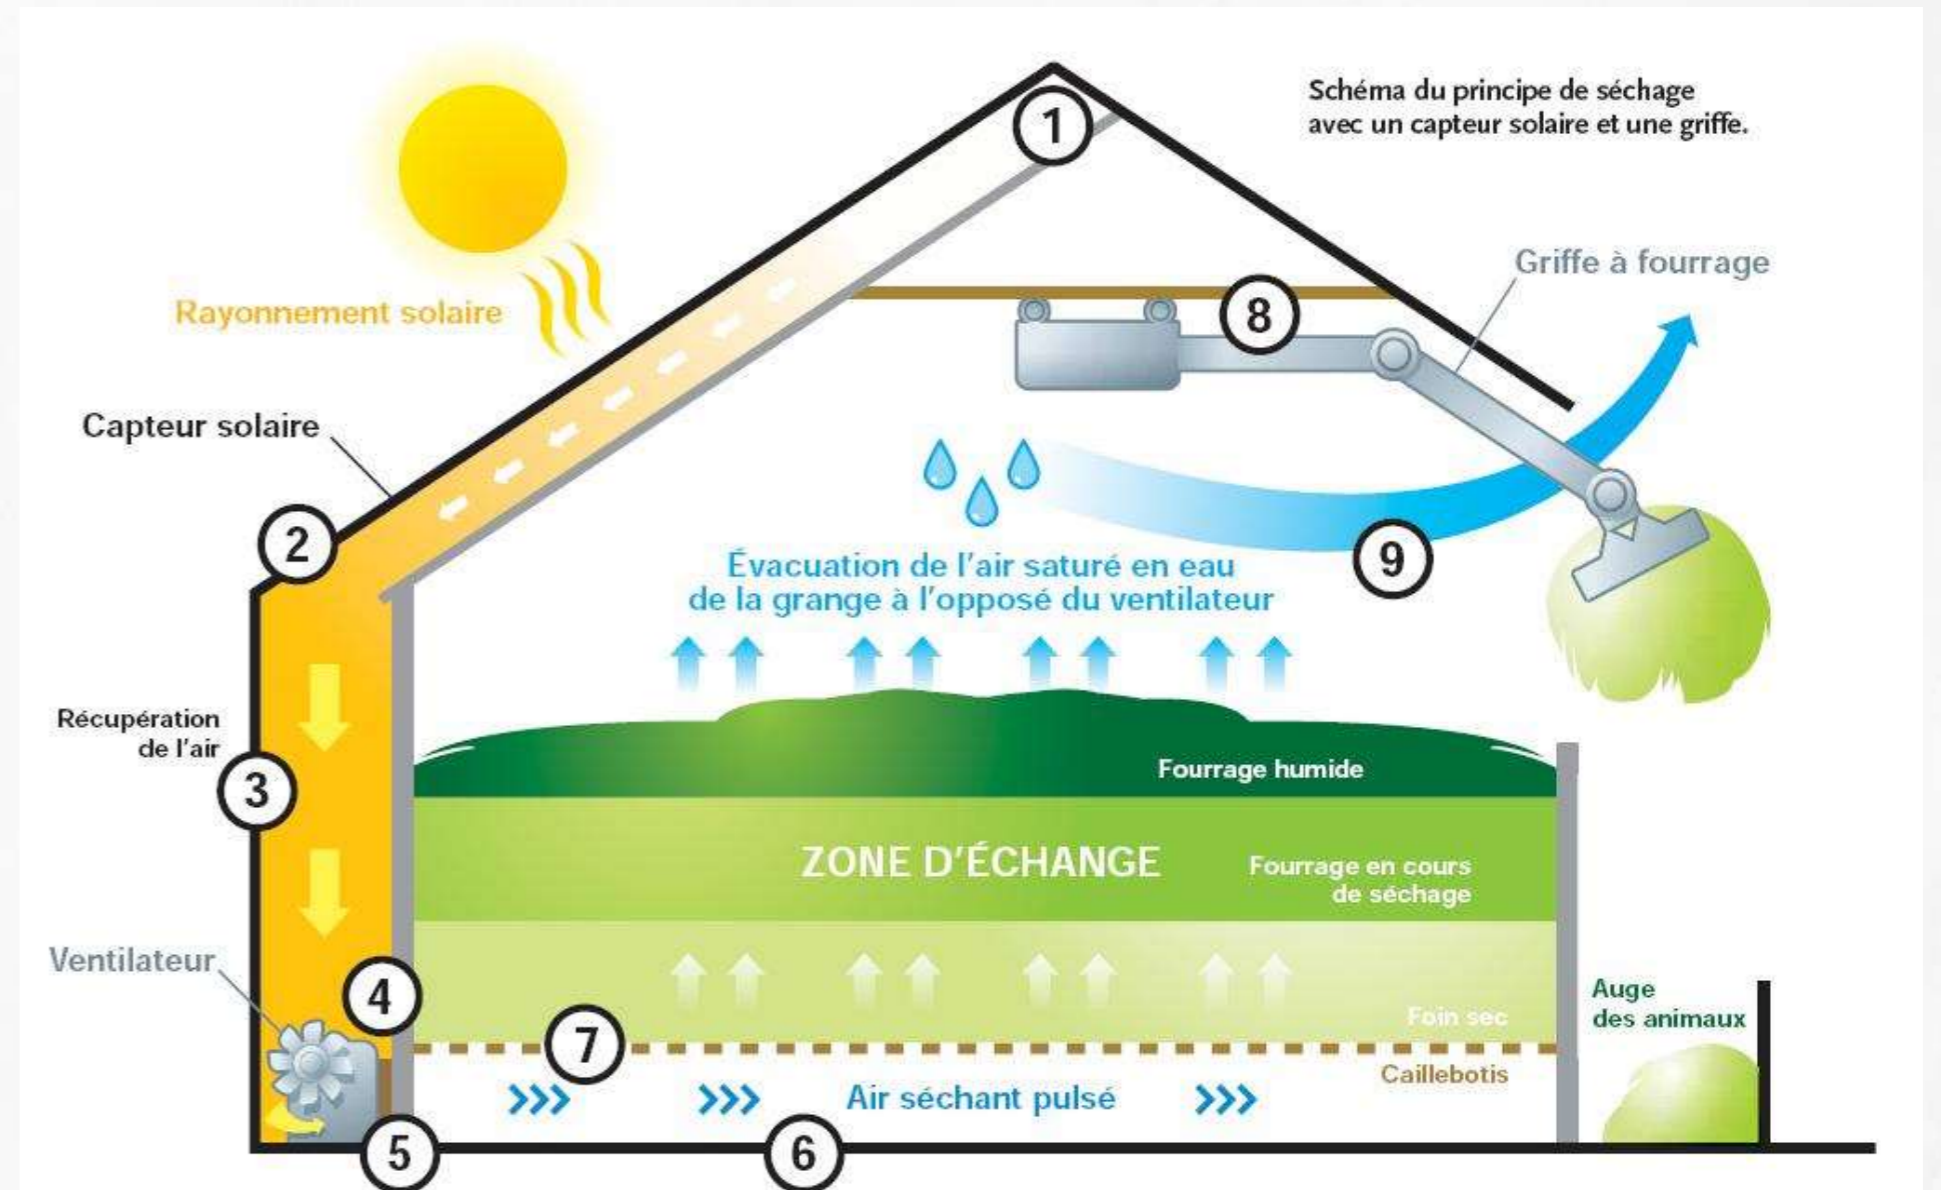 Schéma du principe de séchage
avec un capteur solaire et une griffe.
1
Griffe à fourrage
8
Rayonnement solaire
Capteur solaire
2
9
Évacuation de l'air saturé en eau
de la grange à l'opposé du ventilateur
Récupération
de l'air
3
Fourrage humide
ZONE D'ÉCHANGE
Fourrage en cours
de séchage
Ventilateur
4
Foin sec
Auge
des animaux
7
Caillebotis
Air séchant pulsé
5
6